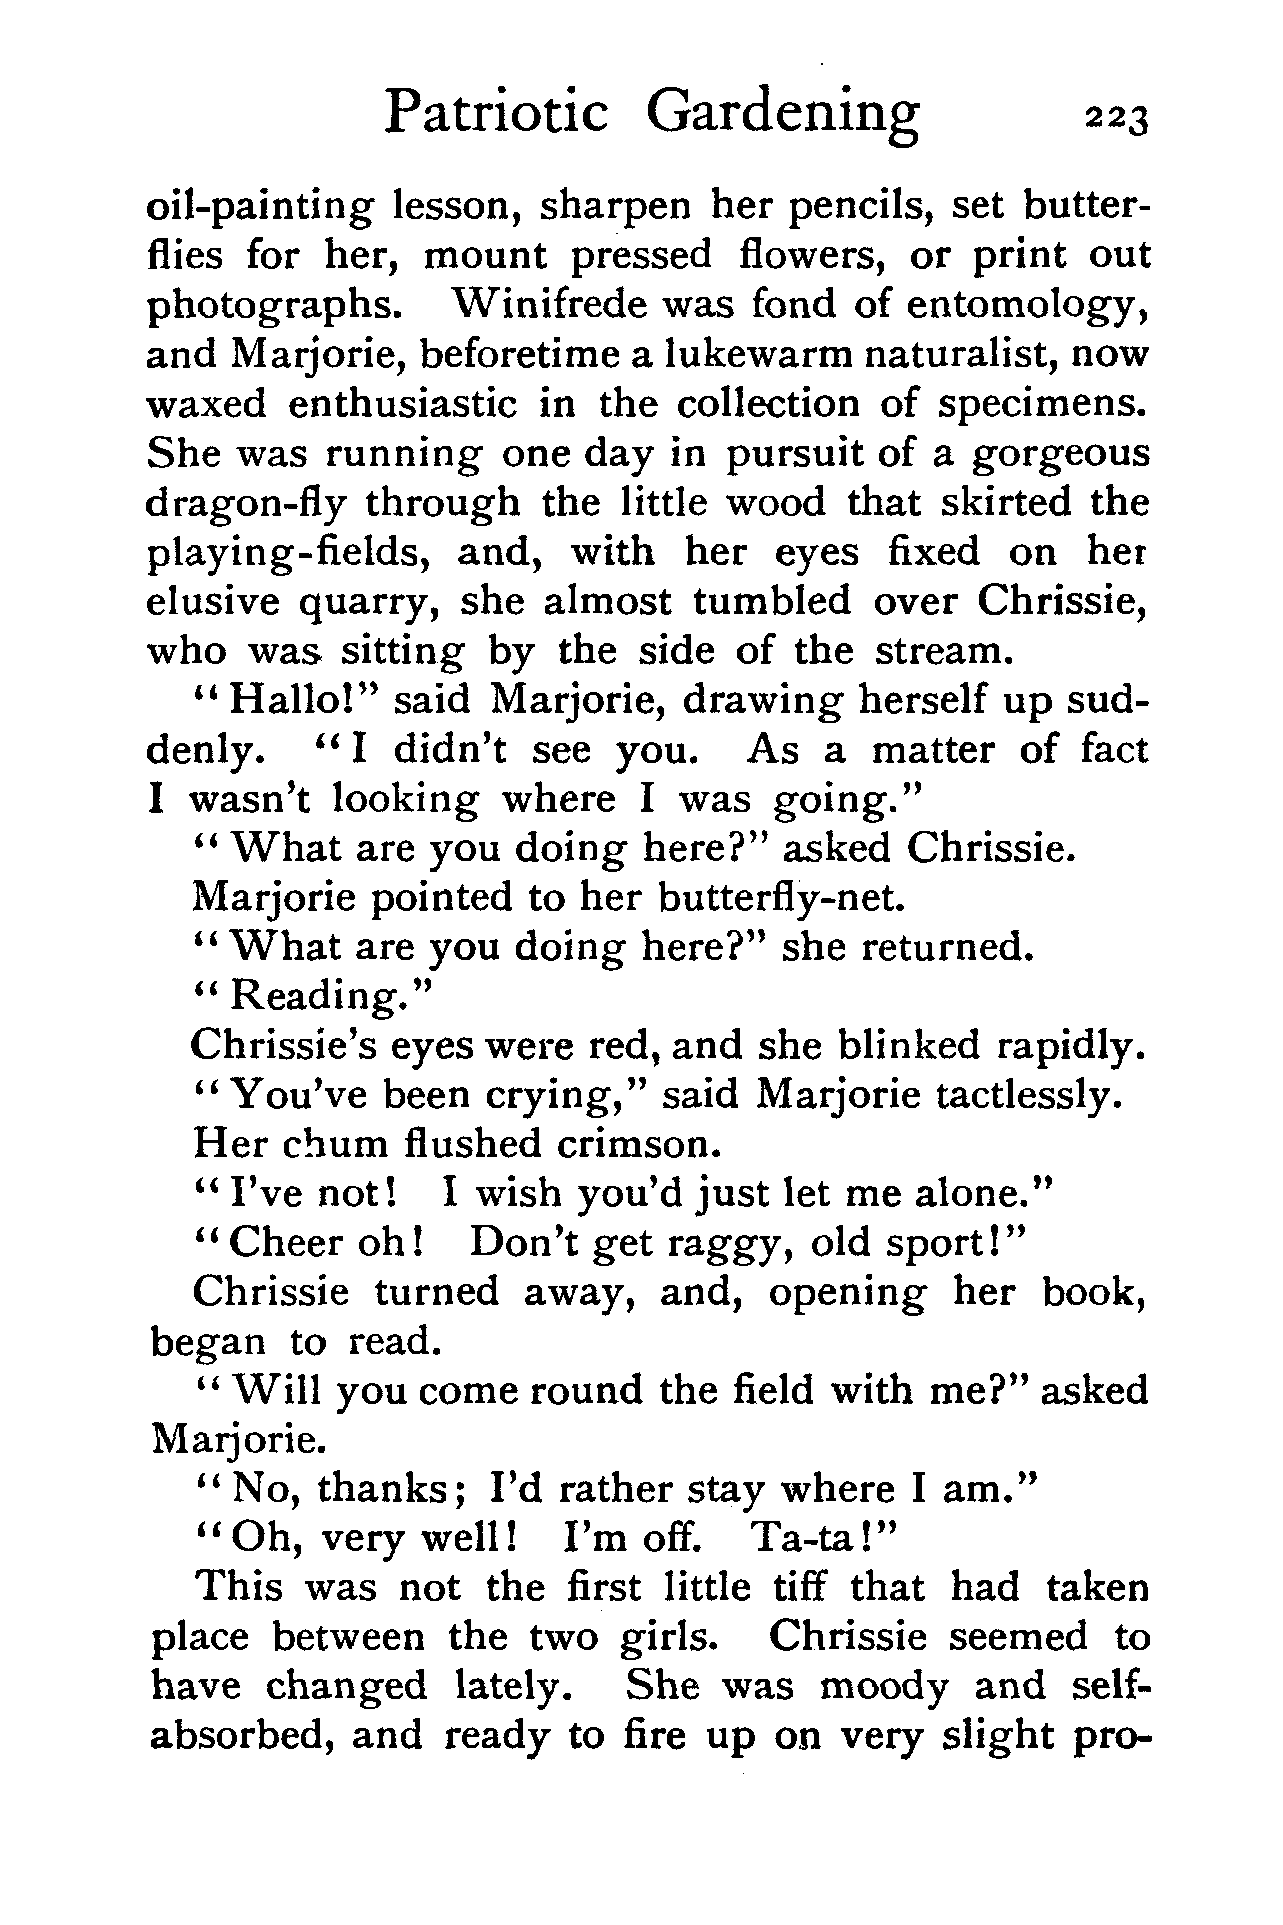 Patriotic Gardening 223
oil-painting lesson, sharpen her pencils, set butter-
flies for her, mount pressed flowers, or print out
photographs. Winifrede was fond of entomology,
and Marjorie, beforetime a lukewarm naturalist, now
waxed enthusiastic in the collection of specimens.
She was running one day in pursuit of a gorgeous
dragon-fly through the little wood that skirted the
playing-fields, and, with her eyes fixed on her
elusive quarry, she almost tumbled over Chrissie,
who was sitting by the side of the stream.
"Hallo!" said Marjorie, drawing herself up sud-
denly. "I didn't see you. As a matter of fact
I wasn't looking where I was going."
"What are you doing here?" asked Chrissie.
Marjorie pointed to her butterfly-net.
"What are you doing here?" she returned.
"Reading."
Chrissie's eyes were red, and she blinked rapidly.
"You've been crying," said Marjorie tactlessly.
Her chum flushed crimson.
"I've not! I wish you'd just let me alone."
"Cheer oh! Don't get raggy, old sport!"
Chrissie turned away, and, opening her book,
began to read.
"Will you come round the field with me?" asked
Marjorie.
"No, thanks; I'd rather stay where I am."
"Oh, very well! I'm off. Ta-ta!"
This was not the first little tiff that had taken
place between the two girls. Chrissie seemed to
have changed lately. She was moody and self-
absorbed, and ready to fire up on very slight pro-